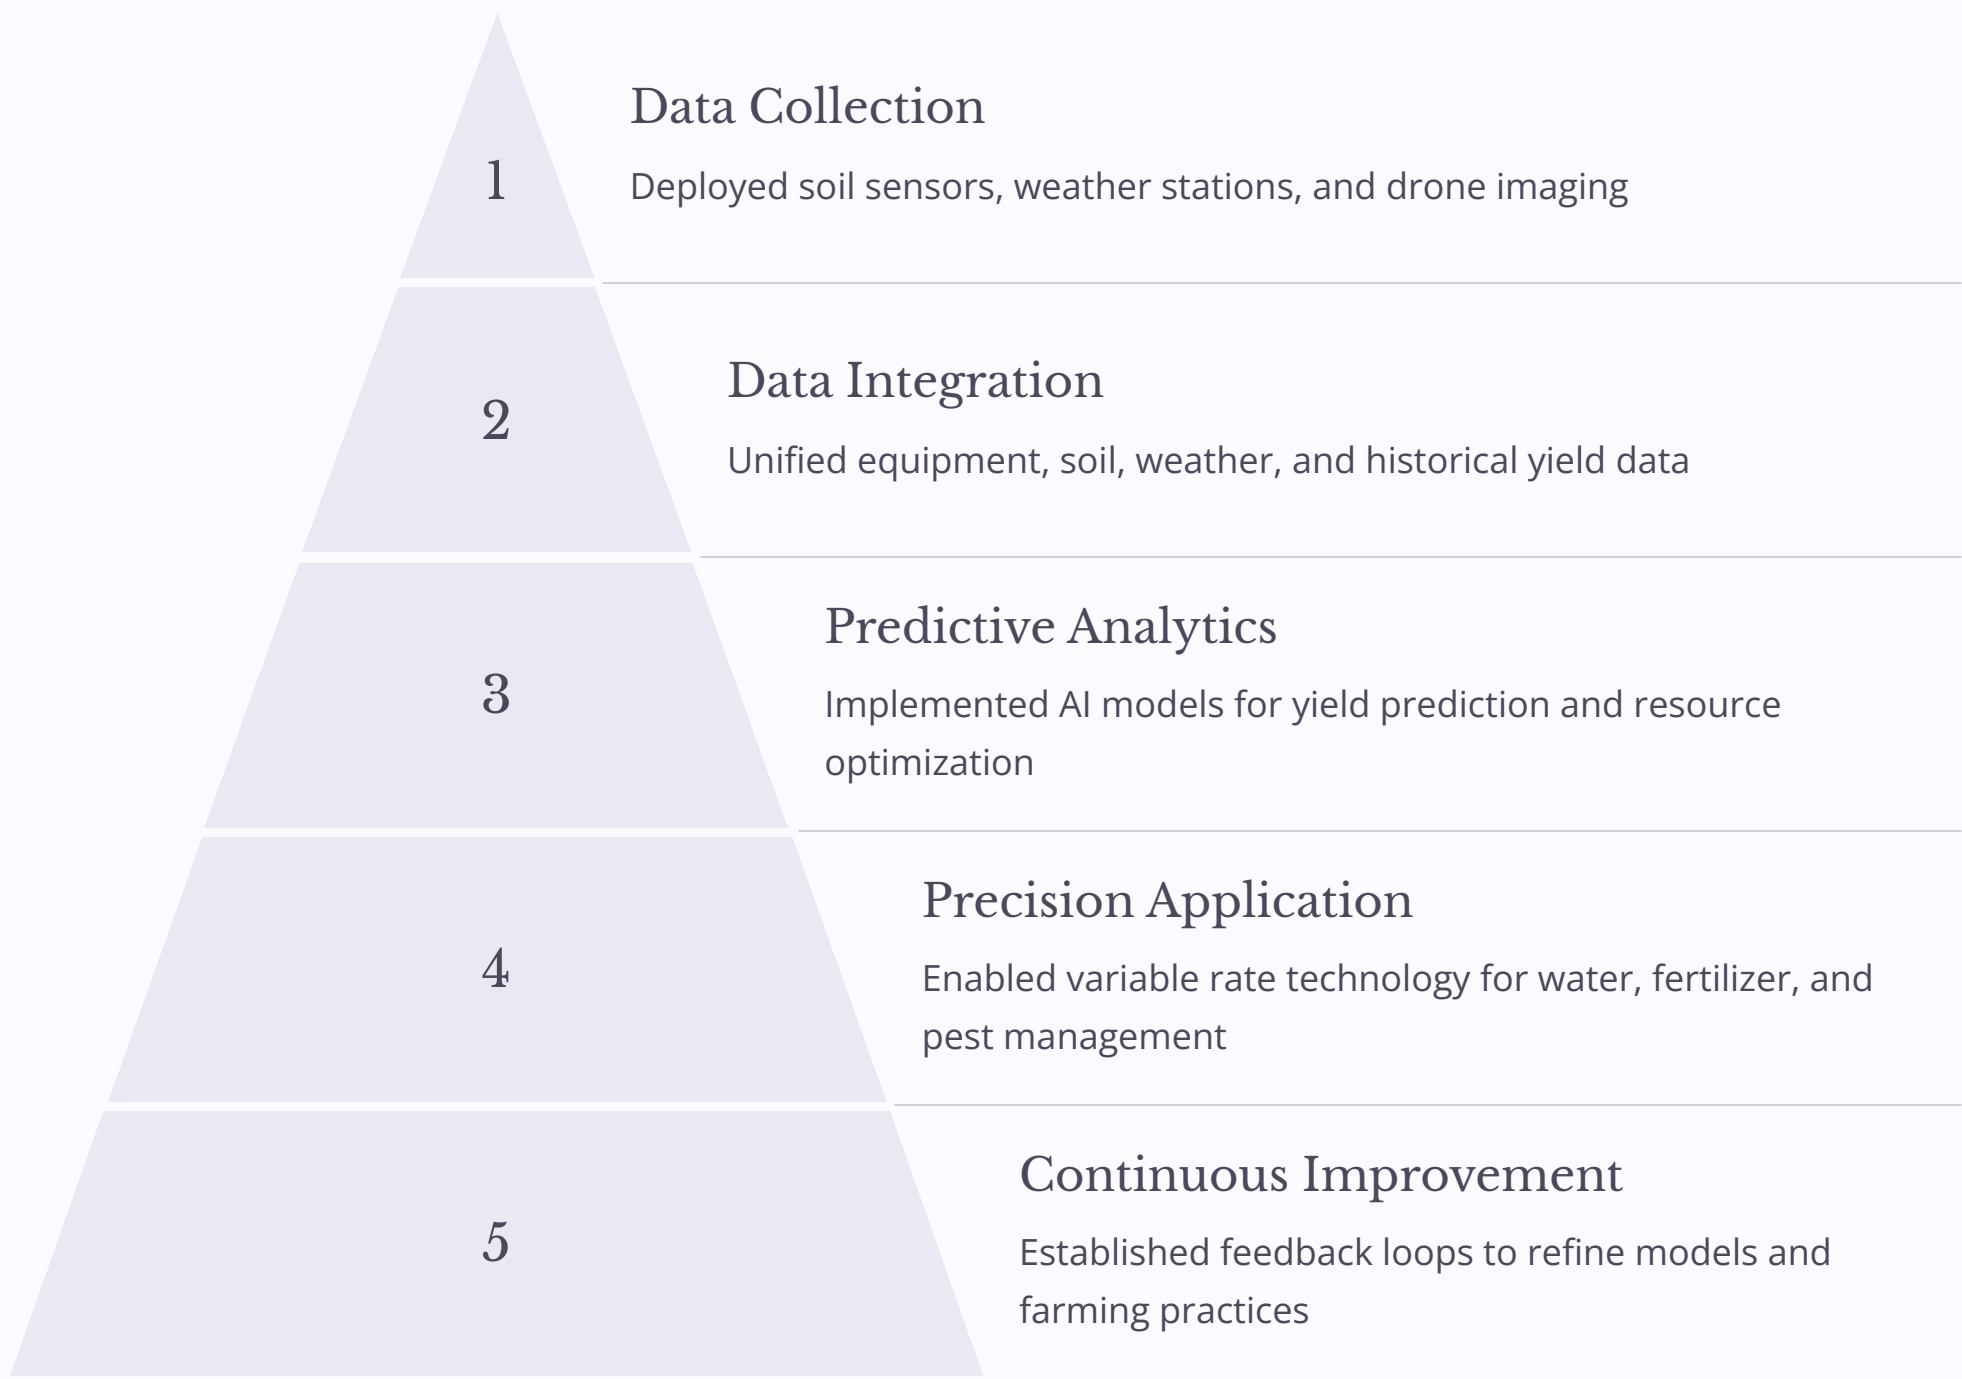 1
Data Collection
Deployed soil sensors, weather stations, and drone imaging
2
Data Integration
Unified equipment, soil, weather, and historical yield data
3
Predictive Analytics
Implemented AI models for yield prediction and resource
optimization
4
Precision Application
Enabled variable rate technology for water, fertilizer, and
pest management
5
Continuous Improvement
Established feedback loops to refine models and
farming practices